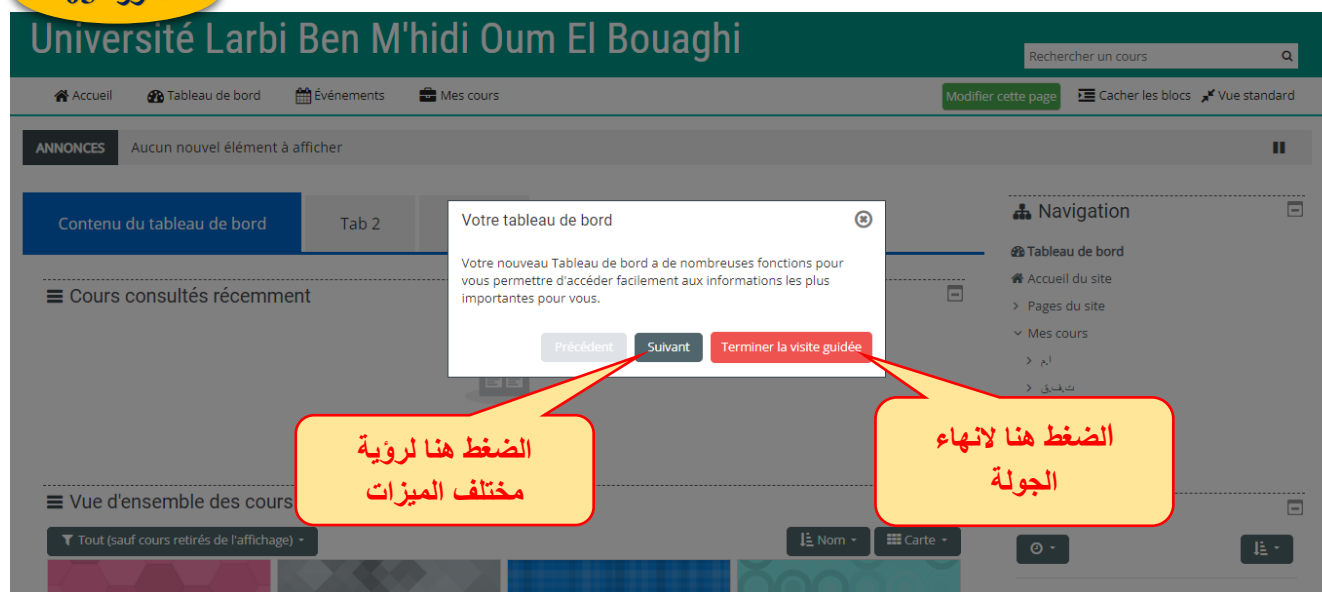 05
Université Larbi Ben M'hidi Oum El Bouaghi
Rechercher un cours
Accueil
Tableau de bord
Événements
Mes cours
Modifier cette page
Cacher les blocs
Vue standard
ANNONCES
Aucun nouvel élément à afficher
Contenu du tableau de bord
Tab 2
Votre tableau de bord
Votre nouveau Tableau de bord a de nombreuses fonctions pour
vous permettre d'accéder facilement aux informations les plus
importantes pour vous.
Précédent
Suivant
Terminer la visite guidée
Cours consultés récemment
Navigation
Tableau de bord
Accueil du site
Pages du site
Mes cours
ا.م
ت.ف.ق
الضغط هنا لرؤية
مختلف الميزات
الضغط هنا لانهاء
الجولة
Vue d'ensemble des cours
Tout (sauf cours retirés de l'affichage)
Nom
Carte